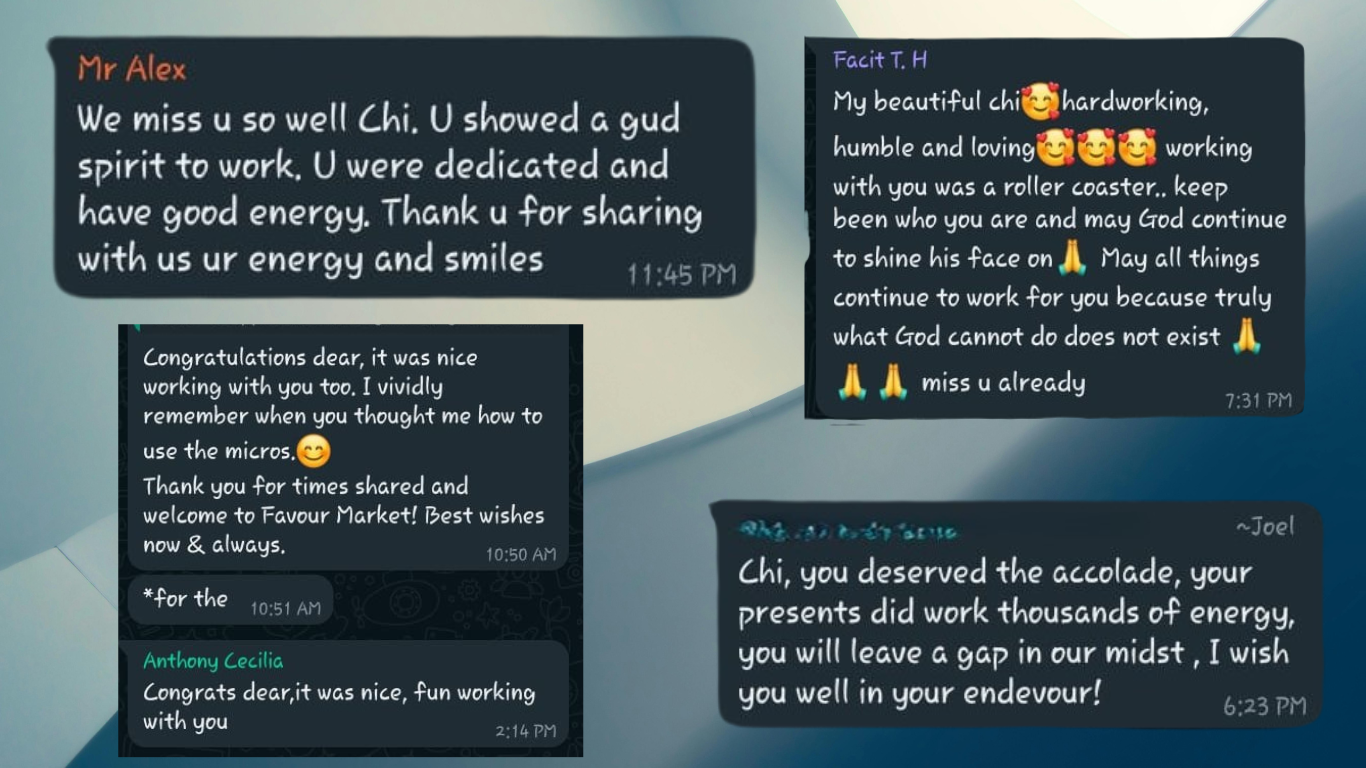 Mr Alex
We miss u so well Chi. U showed a gud
spirit to work. U were dedicated and
have good energy. Thank u for sharing
with us ur energy and smiles
11:45 PM
Facit T. H
My beautiful chi🥰hardworking,
humble and loving🥰🥰🥰 working
with you was a roller coaster.. keep
been who you are and may God continue
to shine his face on🙏 May all things
continue to work for you because truly
what God cannot do does not exist 🙏
🙏🙏 miss u already
7:31 PM
Congratulations dear, it was nice
working with you too. I vividly
remember when you thought me how to
use the micros.😊
Thank you for times shared and
welcome to Favour Market! Best wishes
now & always.
10:50 AM
*for the
10:51 AM
Anthony Cecilia
Congrats dear,it was nice, fun working
with you
2:14 PM
~Joel
Chi, you deserved the accolade, your
presents did work thousands of energy,
you will leave a gap in our midst , I wish
you well in your endevour!
6:23 PM